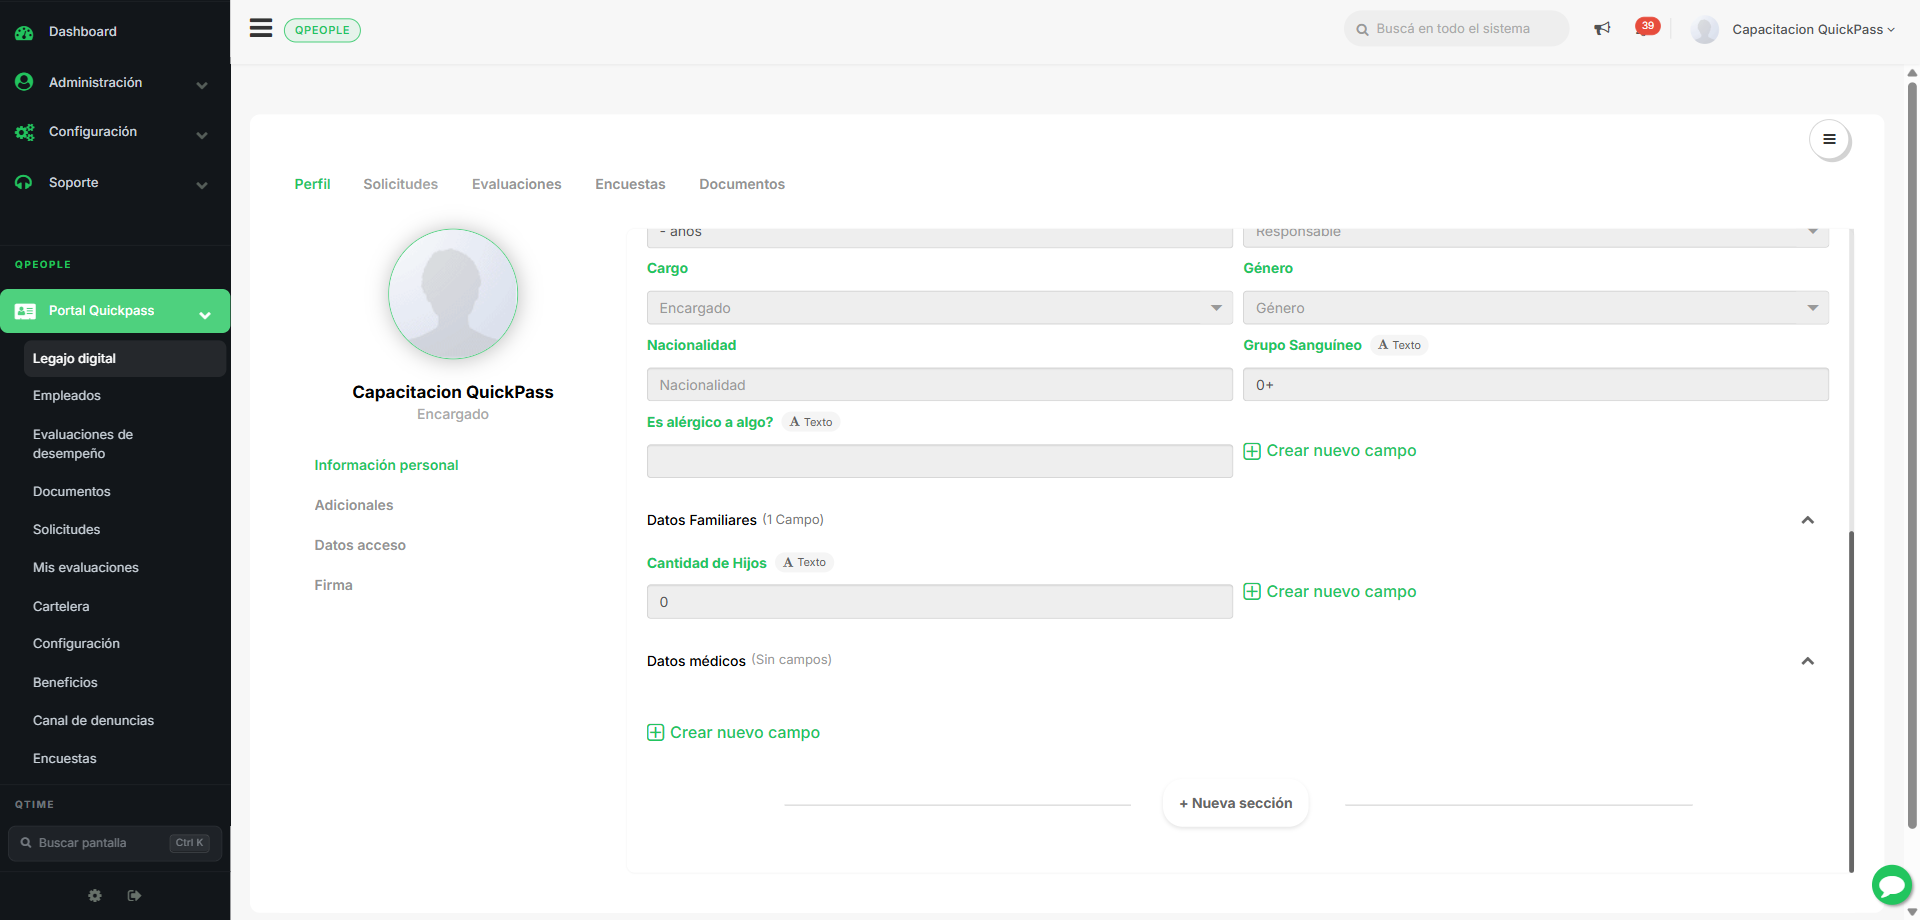 Dashboard
Administración
Configuración
Soporte
QPEOPLE
Portal Quickpass
Legajo digital
Empleados
Evaluaciones de
desempeño
Documentos
Solicitudes
Mis evaluaciones
Cartelera
Configuración
Beneficios
Canal de denuncias
Encuestas
QTIME
Buscar pantalla Ctrl K
QPEOPLE
Buscá en todo el sistema
39
Capacitacion QuickPass
Perfil Solicitudes Evaluaciones Encuestas Documentos
Capacitacion QuickPass
Encargado
Información personal
Adicionales
Datos acceso
Firma
- años Responsable
Cargo Género
Encargado Género
Nacionalidad Grupo Sanguíneo A Texto
Nacionalidad 0+
Es alérgico a algo? A Texto
Crear nuevo campo
Datos Familiares (1 Campo)
Cantidad de Hijos A Texto
0 Crear nuevo campo
Datos médicos (Sin campos)
Crear nuevo campo
+ Nueva sección